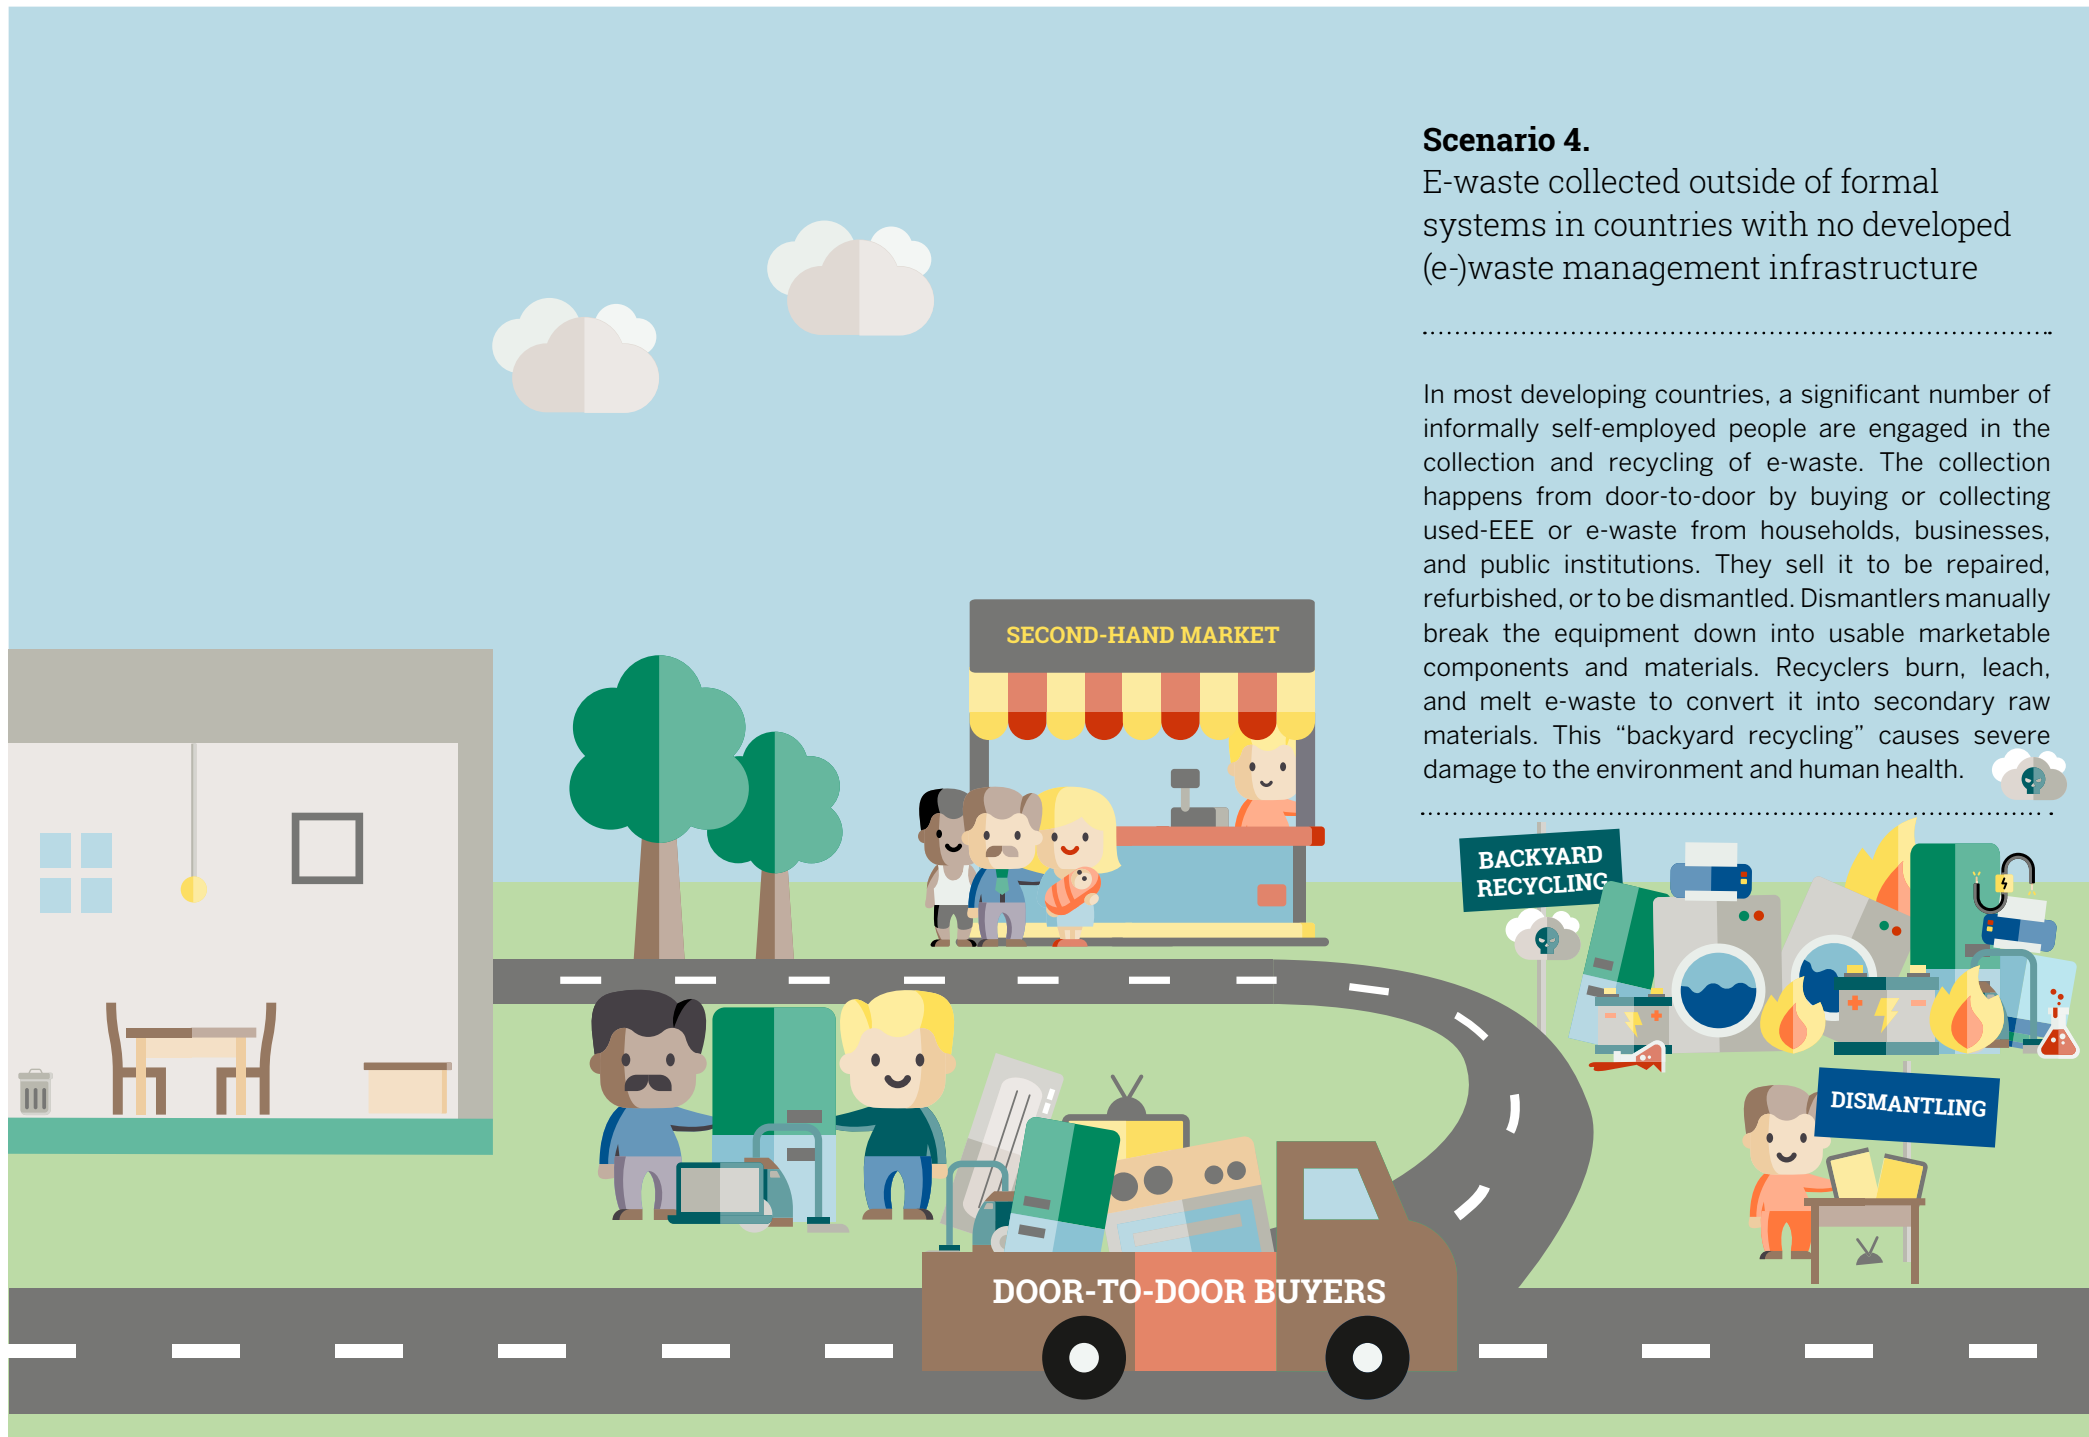 Scenario 4.
E-waste collected outside of formal
systems in countries with no developed
(e-)waste management infrastructure
In most developing countries, a significant number of
informally self-employed people are engaged in the
collection and recycling of e-waste. The collection
happens from door-to-door by buying or collecting
used-EEE or e-waste from households, businesses,
and public institutions. They sell it to be repaired,
refurbished, or to be dismantled. Dismantlers manually
break the equipment down into usable marketable
components and materials. Recyclers burn, leach,
and melt e-waste to convert it into secondary raw
materials. This “backyard recycling” causes severe
damage to the environment and human health.
SECOND-HAND MARKET
BACKYARD
RECYCLING
DISMANTLING
DOOR-TO-DOOR BUYERS